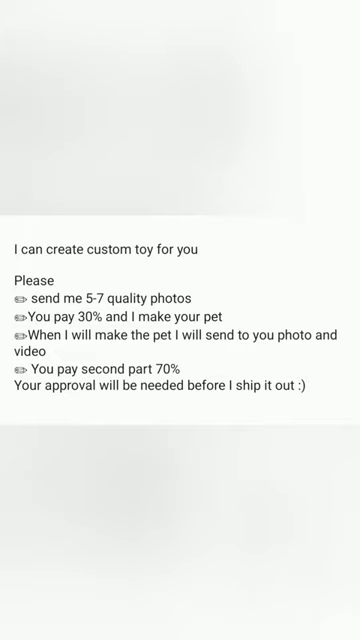 I can create custom toy for you
Please
✏️ send me 5-7 quality photos
✏️You pay 30% and I make your pet
✏️When I will make the pet I will send to you photo and
video
✏️ You pay second part 70%
Your approval will be needed before I ship it out :)